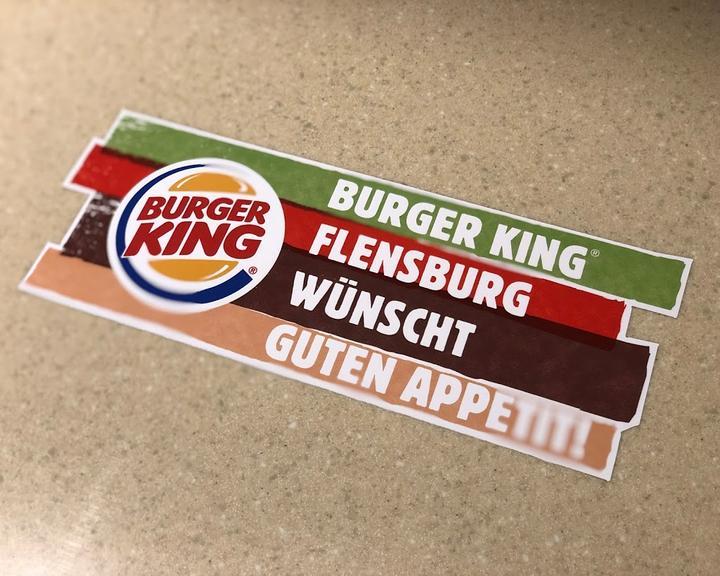 BURGER
KING®
BURGER KING®
FLENSBURG
WÜNSCHT
GUTEN APPETIT!